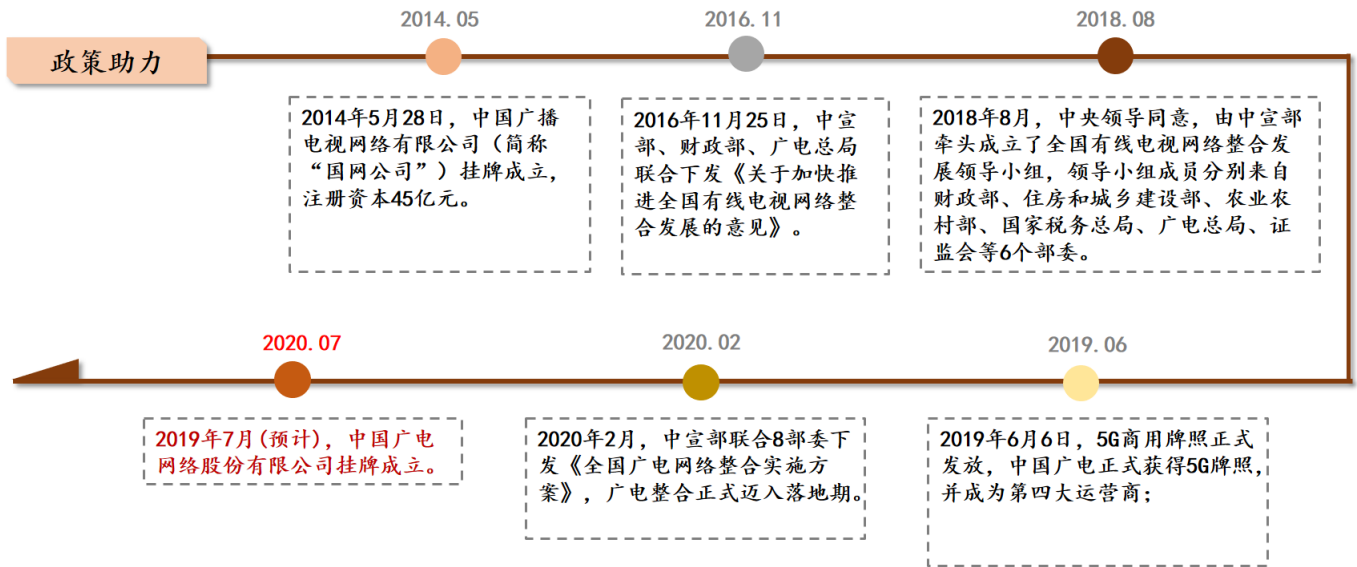 政策助力
2014.05
2014年5月28日，中国广播
电视网络有限公司（简称
“国网公司”）挂牌成立，
注册资本45亿元。
2016.11
2016年11月25日，中宣
部、财政部、广电总局
联合下发《关于加快推
进全国有线电视网络整
合发展的意见》。
2018.08
2018年8月，中央领导同意，由中宣部
牵头成立了全国有线电视网络整合发
展领导小组，领导小组成员分别来自
财政部、住房和城乡建设部、农业农
村部、国家税务总局、广电总局、证
监会等6个部委。
2019.06
2019年6月6日，5G商用牌照正式
发放，中国广电正式获得5G牌照，
并成为第四大运营商；
2020.02
2020年2月，中宣部联合8部委下
发《全国广电网络整合实施方
案》，广电整合正式迈入落地期。
2020.07
2019年7月(预计)，中国广电
网络股份有限公司挂牌成立。